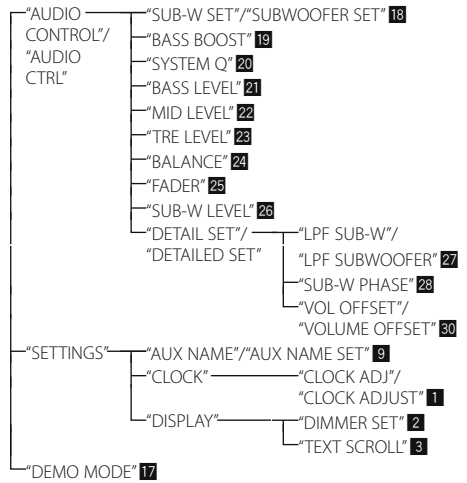 “AUDIO CONTROL”/ “AUDIO CTRL”
“SUB-W SET”/“SUBWOOFER SET” 18
“BASS BOOST” 19
“SYSTEM Q” 20
“BASS LEVEL” 21
“MID LEVEL” 22
“TRE LEVEL” 23
“BALANCE” 24
“FADER” 25
“SUB-W LEVEL” 26
“DETAIL SET”/
“DETAILED SET”
“LPF SUB-W”/
“LPF SUBWOOFER” 27
“SUB-W PHASE” 28
“VOL OFFSET”/
“VOLUME OFFSET” 30
“SETTINGS”
“AUX NAME”/“AUX NAME SET” 9
“CLOCK”
“CLOCK ADJ”/
“CLOCK ADJUST” 1
“DISPLAY”
“DIMMER SET” 2
“TEXT SCROLL” 3
“DEMO MODE” 17